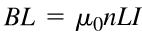 BL = μ₀nLI